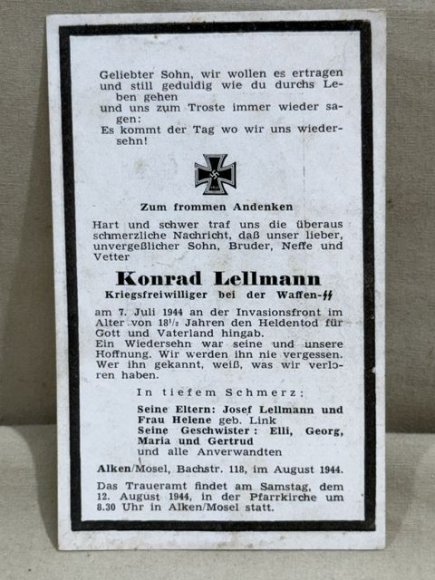 Geliebter Sohn, wir wollen es ertragen
und still geduldig wie du durchs Le-
ben gehen
und uns zum Troste immer wieder sa-
gen:
Es kommt der Tag wo wir uns wieder-
sehn!
Zum frommen Andenken
Hart und schwer traf uns die überaus
schmerzliche Nachricht, daß unser lieber,
unvergeßlicher Sohn, Bruder, Neffe und
Vetter
Konrad Lellmann
Kriegsfreiwilliger bei der Waffen-ᛋᛋ
am 7. Juli 1944 an der Invasionsfront im
Alter von 18½ Jahren den Heldentod für
Gott und Vaterland hingab.
Ein Wiedersehn war seine und unsere
Hoffnung. Wir werden ihn nie vergessen.
Wer ihn gekannt, weiß, was wir verlo-
ren haben.
In tiefem Schmerz:
Seine Eltern: Josef Lellmann und
Frau Helene geb. Link
Seine Geschwister: Elli, Georg,
Maria und Gertrud
und alle Anverwandten
Alken/Mosel, Bachstr. 118, im August 1944.
Das Traueramt findet am Samstag, dem
12. August 1944, in der Pfarrkirche um
8.30 Uhr in Alken/Mosel statt.